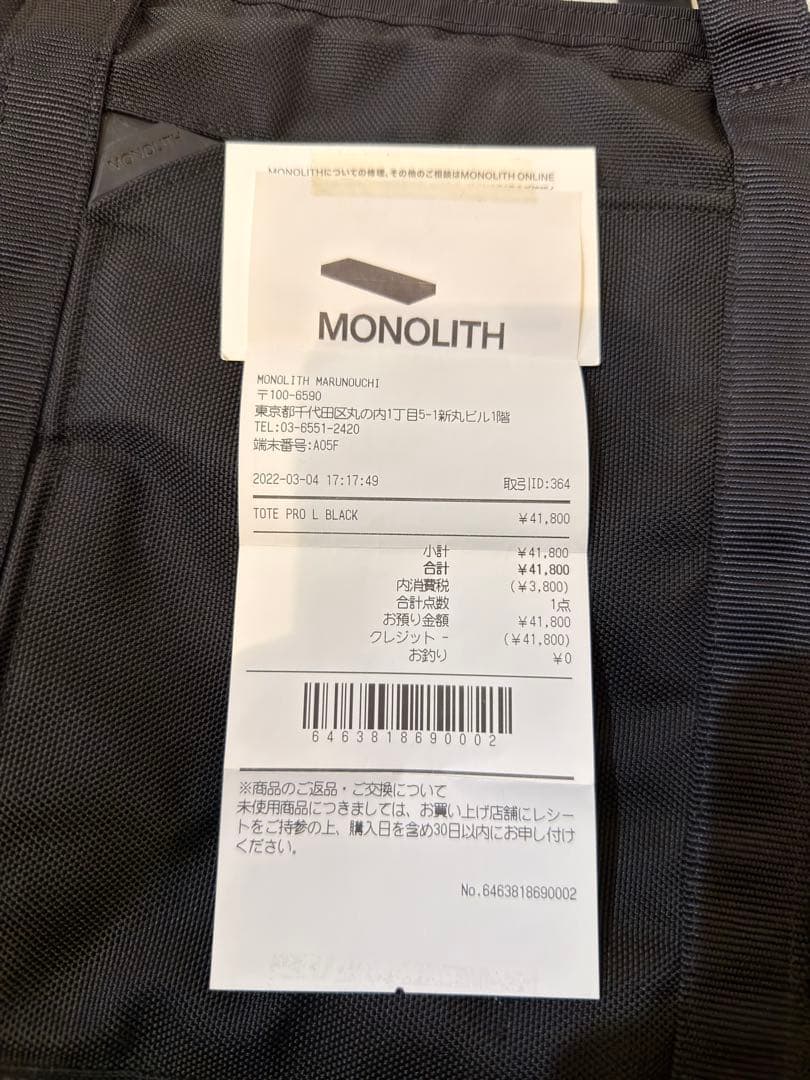 MONOLITH
MONOLITHについての修理、その他のご相談はMONOLITH ONLINE
MONOLITH
MONOLITH MARUNOUCHI
〒100-6590
東京都千代田区丸の内1丁目5-1新丸ビル1階
TEL:03-6551-2420
端末番号:A05F
2022-03-04 17:17:49 取引ID:364
TOTE PRO L BLACK ¥41,800
小計 ¥41,800
合計 ¥41,800
内消費税 (¥3,800)
合計点数 1点
お預り金額 ¥41,800
クレジット - (¥41,800)
お釣り ¥0
6463818690002
※商品のご返品・ご交換について
未使用商品につきましては、お買い上げ店舗にレシー
トをご持参の上、購入日を含め30日以内にお申し付け
ください。
No.6463818690002